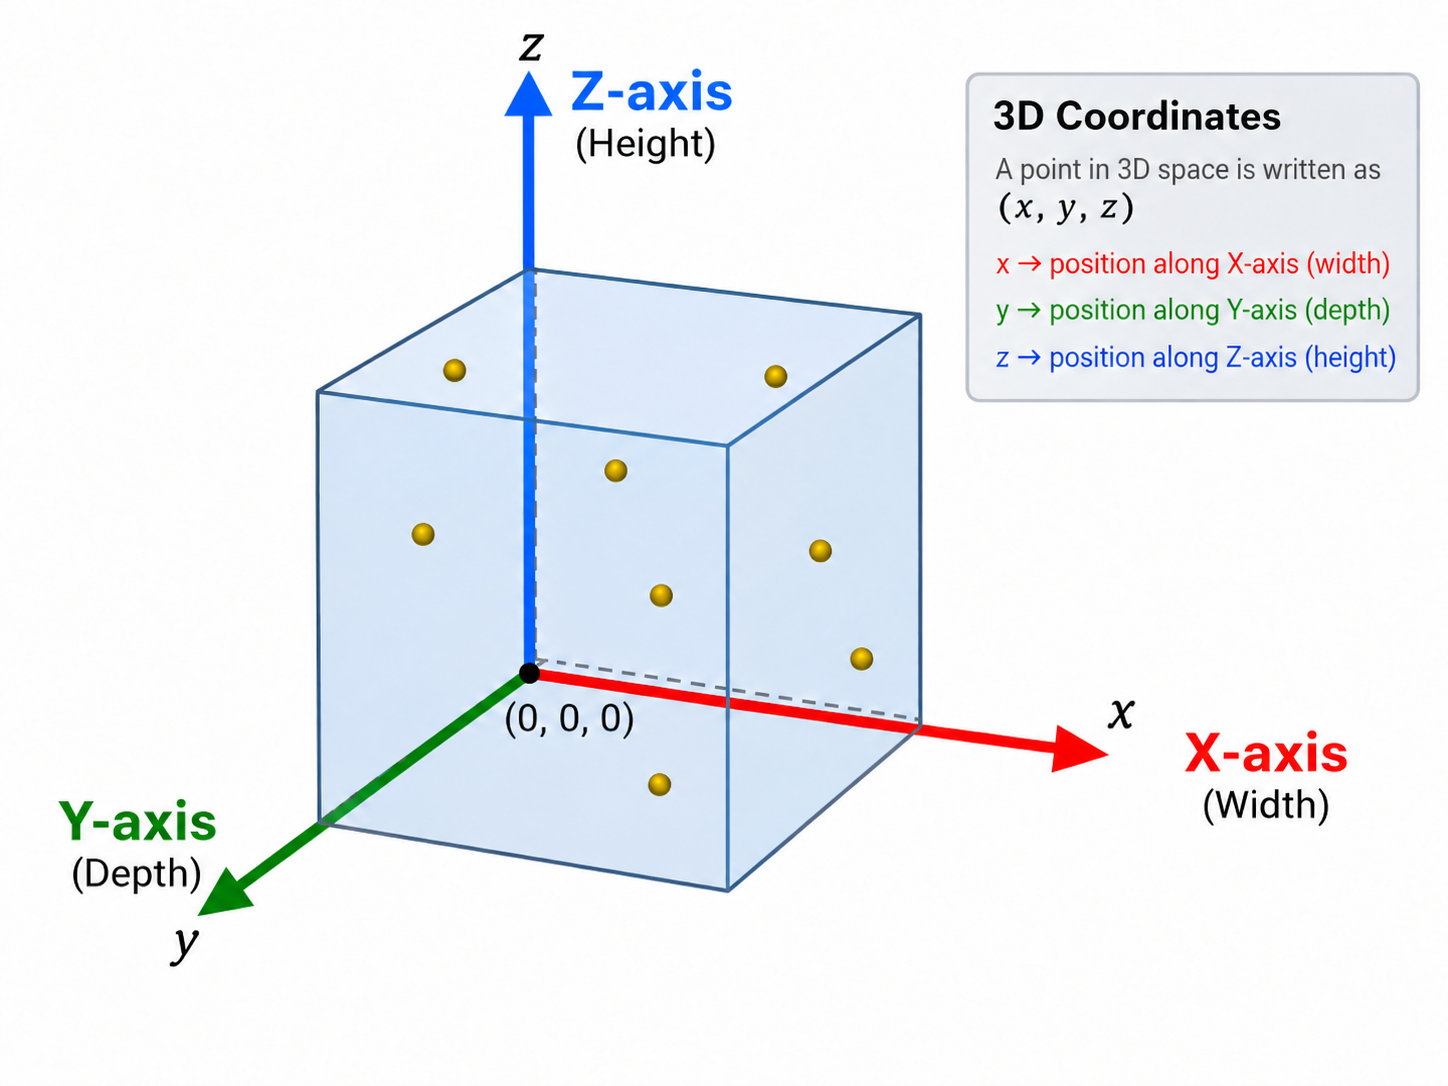 z
Z-axis
(Height)
3D Coordinates
A point in 3D space is written as
(x, y, z)
x → position along X-axis (width)
y → position along Y-axis (depth)
z → position along Z-axis (height)
(0, 0, 0)
x
X-axis
(Width)
Y-axis
(Depth)
y